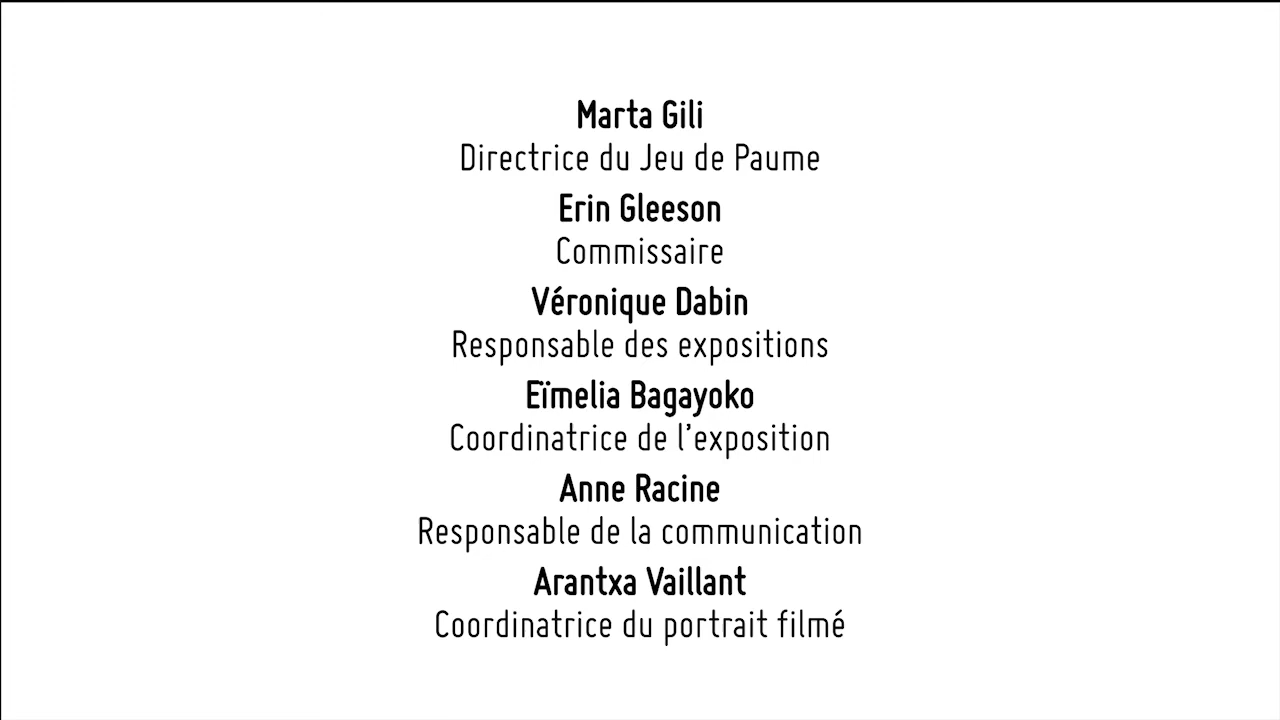 Marta Gili
Directrice du Jeu de Paume
Erin Gleeson
Commissaire
Véronique Dabin
Responsable des expositions
Eïmelia Bagayoko
Coordinatrice de l'exposition
Anne Racine
Responsable de la communication
Arantxa Vaillant
Coordinatrice du portrait filmé